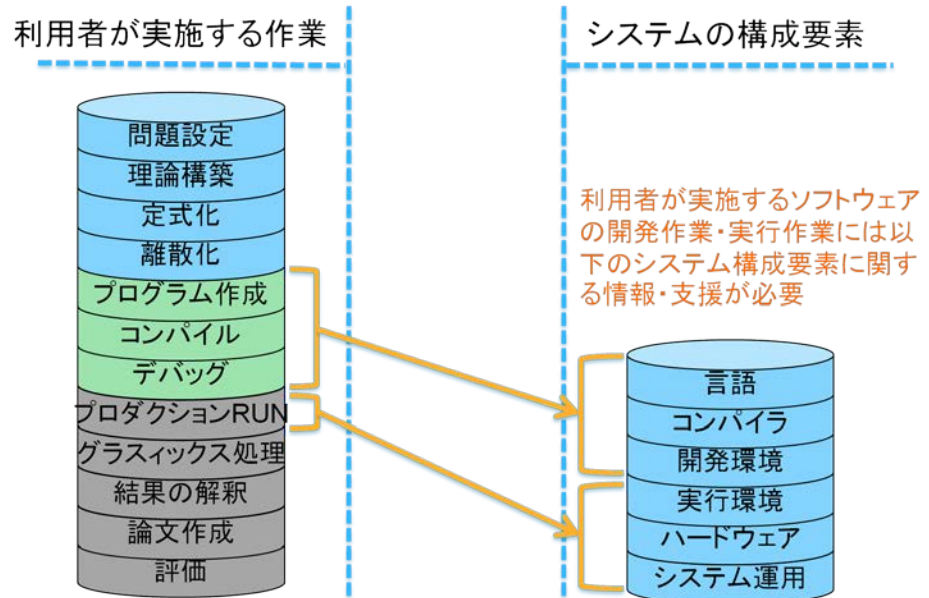 利用者が実施する作業
システムの構成要素
問題設定
理論構築
定式化
離散化
プログラム作成
コンパイル
デバッグ
プロダクションRUN
グラスィックス処理
結果の解釈
論文作成
評価
利用者が実施するソフトウェア
の開発作業・実行作業には以
下のシステム構成要素に関す
る情報・支援が必要
言語
コンパイラ
開発環境
実行環境
ハードウェア
システム運用